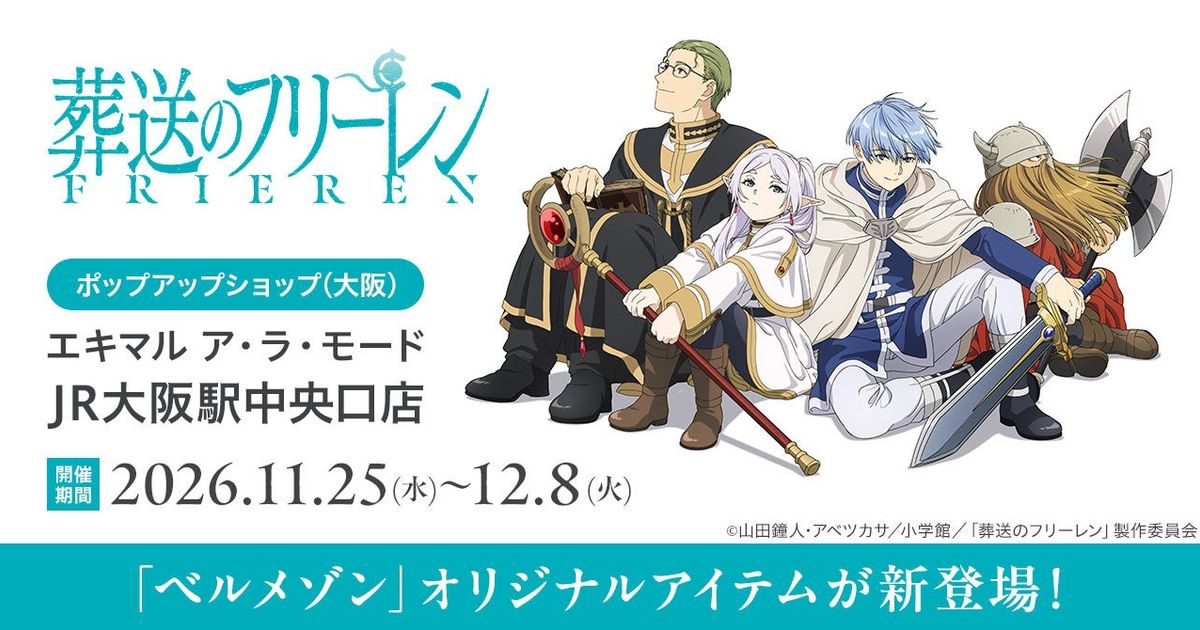 葬送のフリーレン
FRIEREN
ポップアップショップ(大阪)
エキマル ア・ラ・モード
JR大阪駅中央口店
開催期間 2026.11.25(水)〜12.8(火)
©山田鐘人・アベツカサ/小学館/「葬送のフリーレン」製作委員会
「ベルメゾン」オリジナルアイテムが新登場!